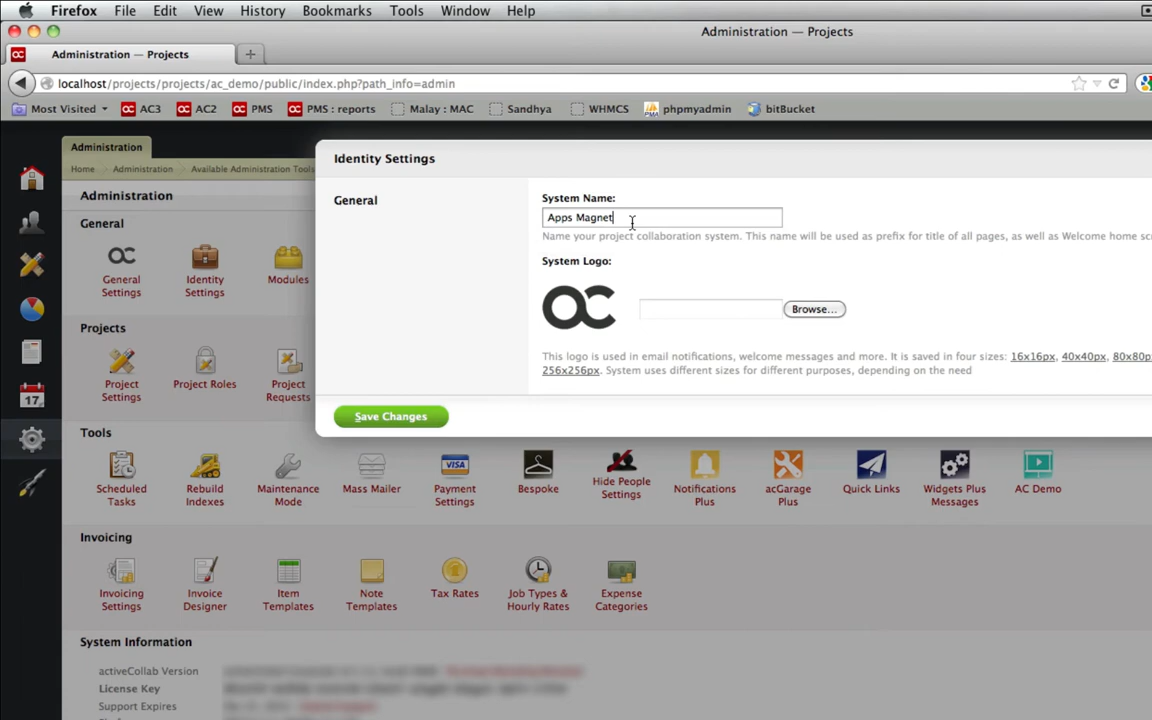 Firefox File Edit View History Bookmarks Tools Window Help
Administration — Projects
Administration — Projects
localhost/projects/projects/ac_demo/public/index.php?path_info=admin
Most Visited AC3 AC2 PMS PMS : reports Malay : MAC Sandhya WHMCS phpmyadmin bitBucket
Administration
Home Administration Available Administration Tools
Administration
General
General Settings
Identity Settings
Modules
Projects
Project Settings
Project Roles
Project Requests
Identity Settings
General
System Name:
Apps Magnet
Name your project collaboration system. This name will be used as prefix for title of all pages, as well as Welcome home
System Logo:
Browse...
This logo is used in email notifications, welcome messages and more. It is saved in four sizes: 16x16px, 40x40px,
256x256px. System uses different sizes for different purposes, depending on the need
Save Changes
17
Tools
Scheduled Tasks
Rebuild Indexes
Maintenance Mode
Mass Mailer
VISA
Payment Settings
Bespoke
Hide People Settings
Notifications Plus
acGarage Plus
Quick Links
Widgets Plus Messages
AC Demo
Invoicing
Invoicing Settings
Invoice Designer
Item Templates
Note Templates
Tax Rates
Job Types & Hourly Rates
Expense Categories
System Information
activeCollab Version
License Key
Support Expires